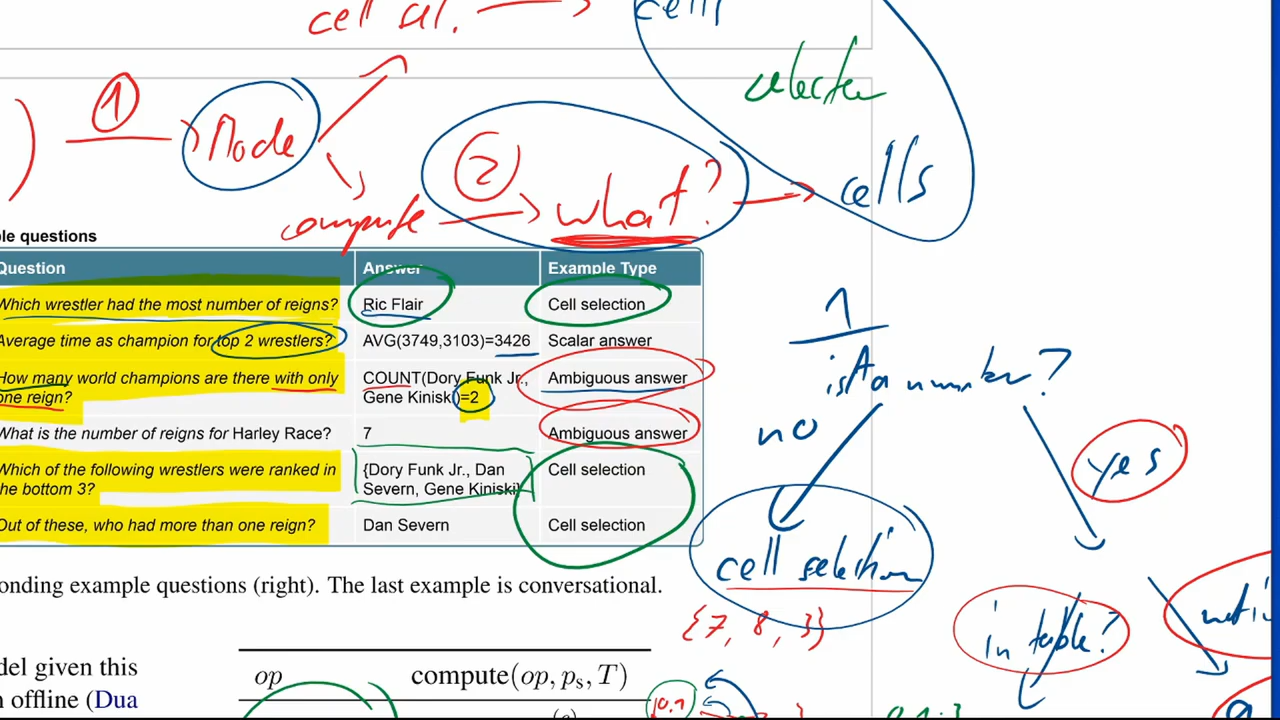 cell sel.
cells
selection
1
Mode
2
what?
cells
compute
ble questions
Question Answer Example Type
Which wrestler had the most number of reigns? Ric Flair Cell selection
Average time as champion for top 2 wrestlers? AVG(3749,3103)=3426 Scalar answer
How many world champions are there with only one reign? COUNT(Dory Funk Jr., Gene Kiniski)=2 Ambiguous answer
What is the number of reigns for Harley Race? 7 Ambiguous answer
Which of the following wrestlers were ranked in
the bottom 3? {Dory Funk Jr., Dan Severn, Gene Kiniski} Cell selection
Out of these, who had more than one reign? Dan Severn Cell selection
1
is A a number?
no
yes
cell selection
in table?
{7, 8, 3}
onding example questions (right). The last example is conversational.
del given this
n offline (Dua
op compute(op, ps, T)
0.1